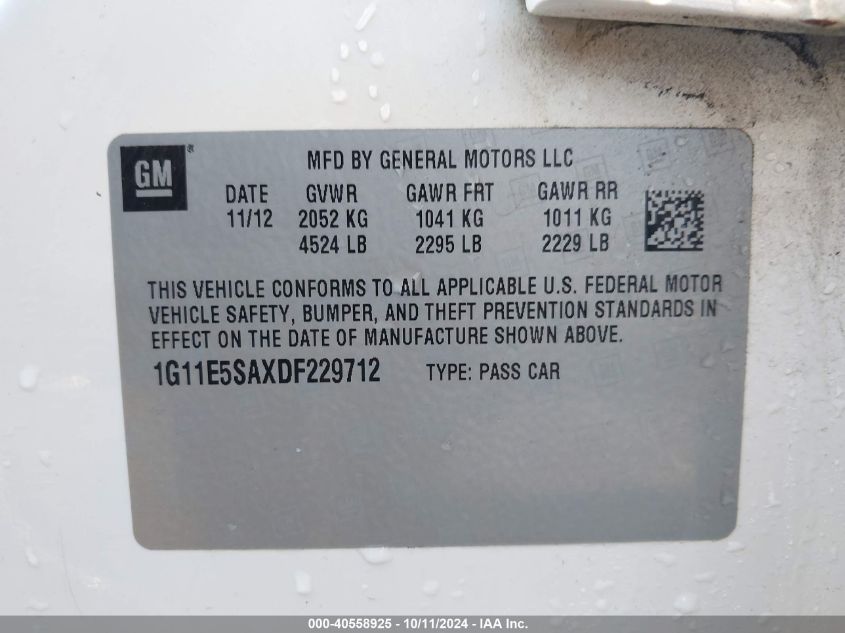 MFD BY GENERAL MOTORS LLC
GM ®
DATE GVWR GAWR FRT GAWR RR
11/12 2052 KG 1041 KG 1011 KG
4524 LB 2295 LB 2229 LB
THIS VEHICLE CONFORMS TO ALL APPLICABLE U.S. FEDERAL MOTOR
VEHICLE SAFETY, BUMPER, AND THEFT PREVENTION STANDARDS IN
EFFECT ON THE DATE OF MANUFACTURE SHOWN ABOVE.
1G11E5SAXDF229712 TYPE: PASS CAR
000-40558925 - 10/11/2024 - IAA Inc.